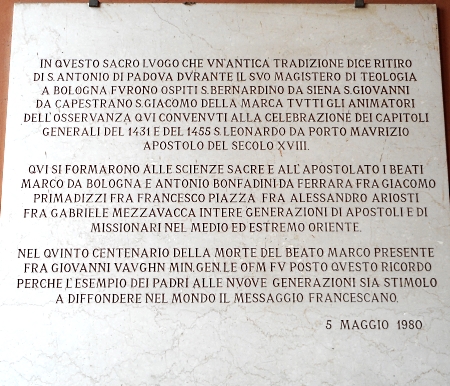 IN QVESTO SACRO LVOGO CHE VN'ANTICA TRADIZIONE DICE RITIRO
DI S.ANTONIO DI PADOVA DVRANTE IL SVO MAGISTERO DI TEOLOGIA
A BOLOGNA FVRONO OSPITI S.BERNARDINO DA SIENA S.GIOVANNI
DA CAPESTRANO S.GIACOMO DELLA MARCA TVTTI GLI ANIMATORI
DELL'OSSERVANZA QVI CONVENVTI ALLA CELEBRAZIONE DEI CAPITOLI
GENERALI DEL 1431 E DEL 1455 S.LEONARDO DA PORTO MAVRIZIO
APOSTOLO DEL SECOLO XVIII.
QVI SI FORMARONO ALLE SCIENZE SACRE E ALL'APOSTOLATO I BEATI
MARCO DA BOLOGNA E ANTONIO BONFADINI·DA FERRARA FRA GIACOMO
PRIMADIZZI FRA FRANCESCO PIAZZA FRA ALESSANDRO ARIOSTI
FRA GABRIELE MEZZAVACCA INTERE GENERAZIONI DI APOSTOLI E DI
MISSIONARI NEL MEDIO ED ESTREMO ORIENTE.
NEL QVINTO CENTENARIO DELLA MORTE DEL BEATO MARCO PRESENTE
FRA GIOVANNI VAVGHN MIN.GEN.LE OFM FV POSTO QVESTO RICORDO
PERCHE L'ESEMPIO DEI PADRI ALLE NVOVE GENERAZIONI SIA STIMOLO
A DIFFONDERE NEL MONDO IL MESSAGGIO FRANCESCANO.
5 MAGGIO 1980